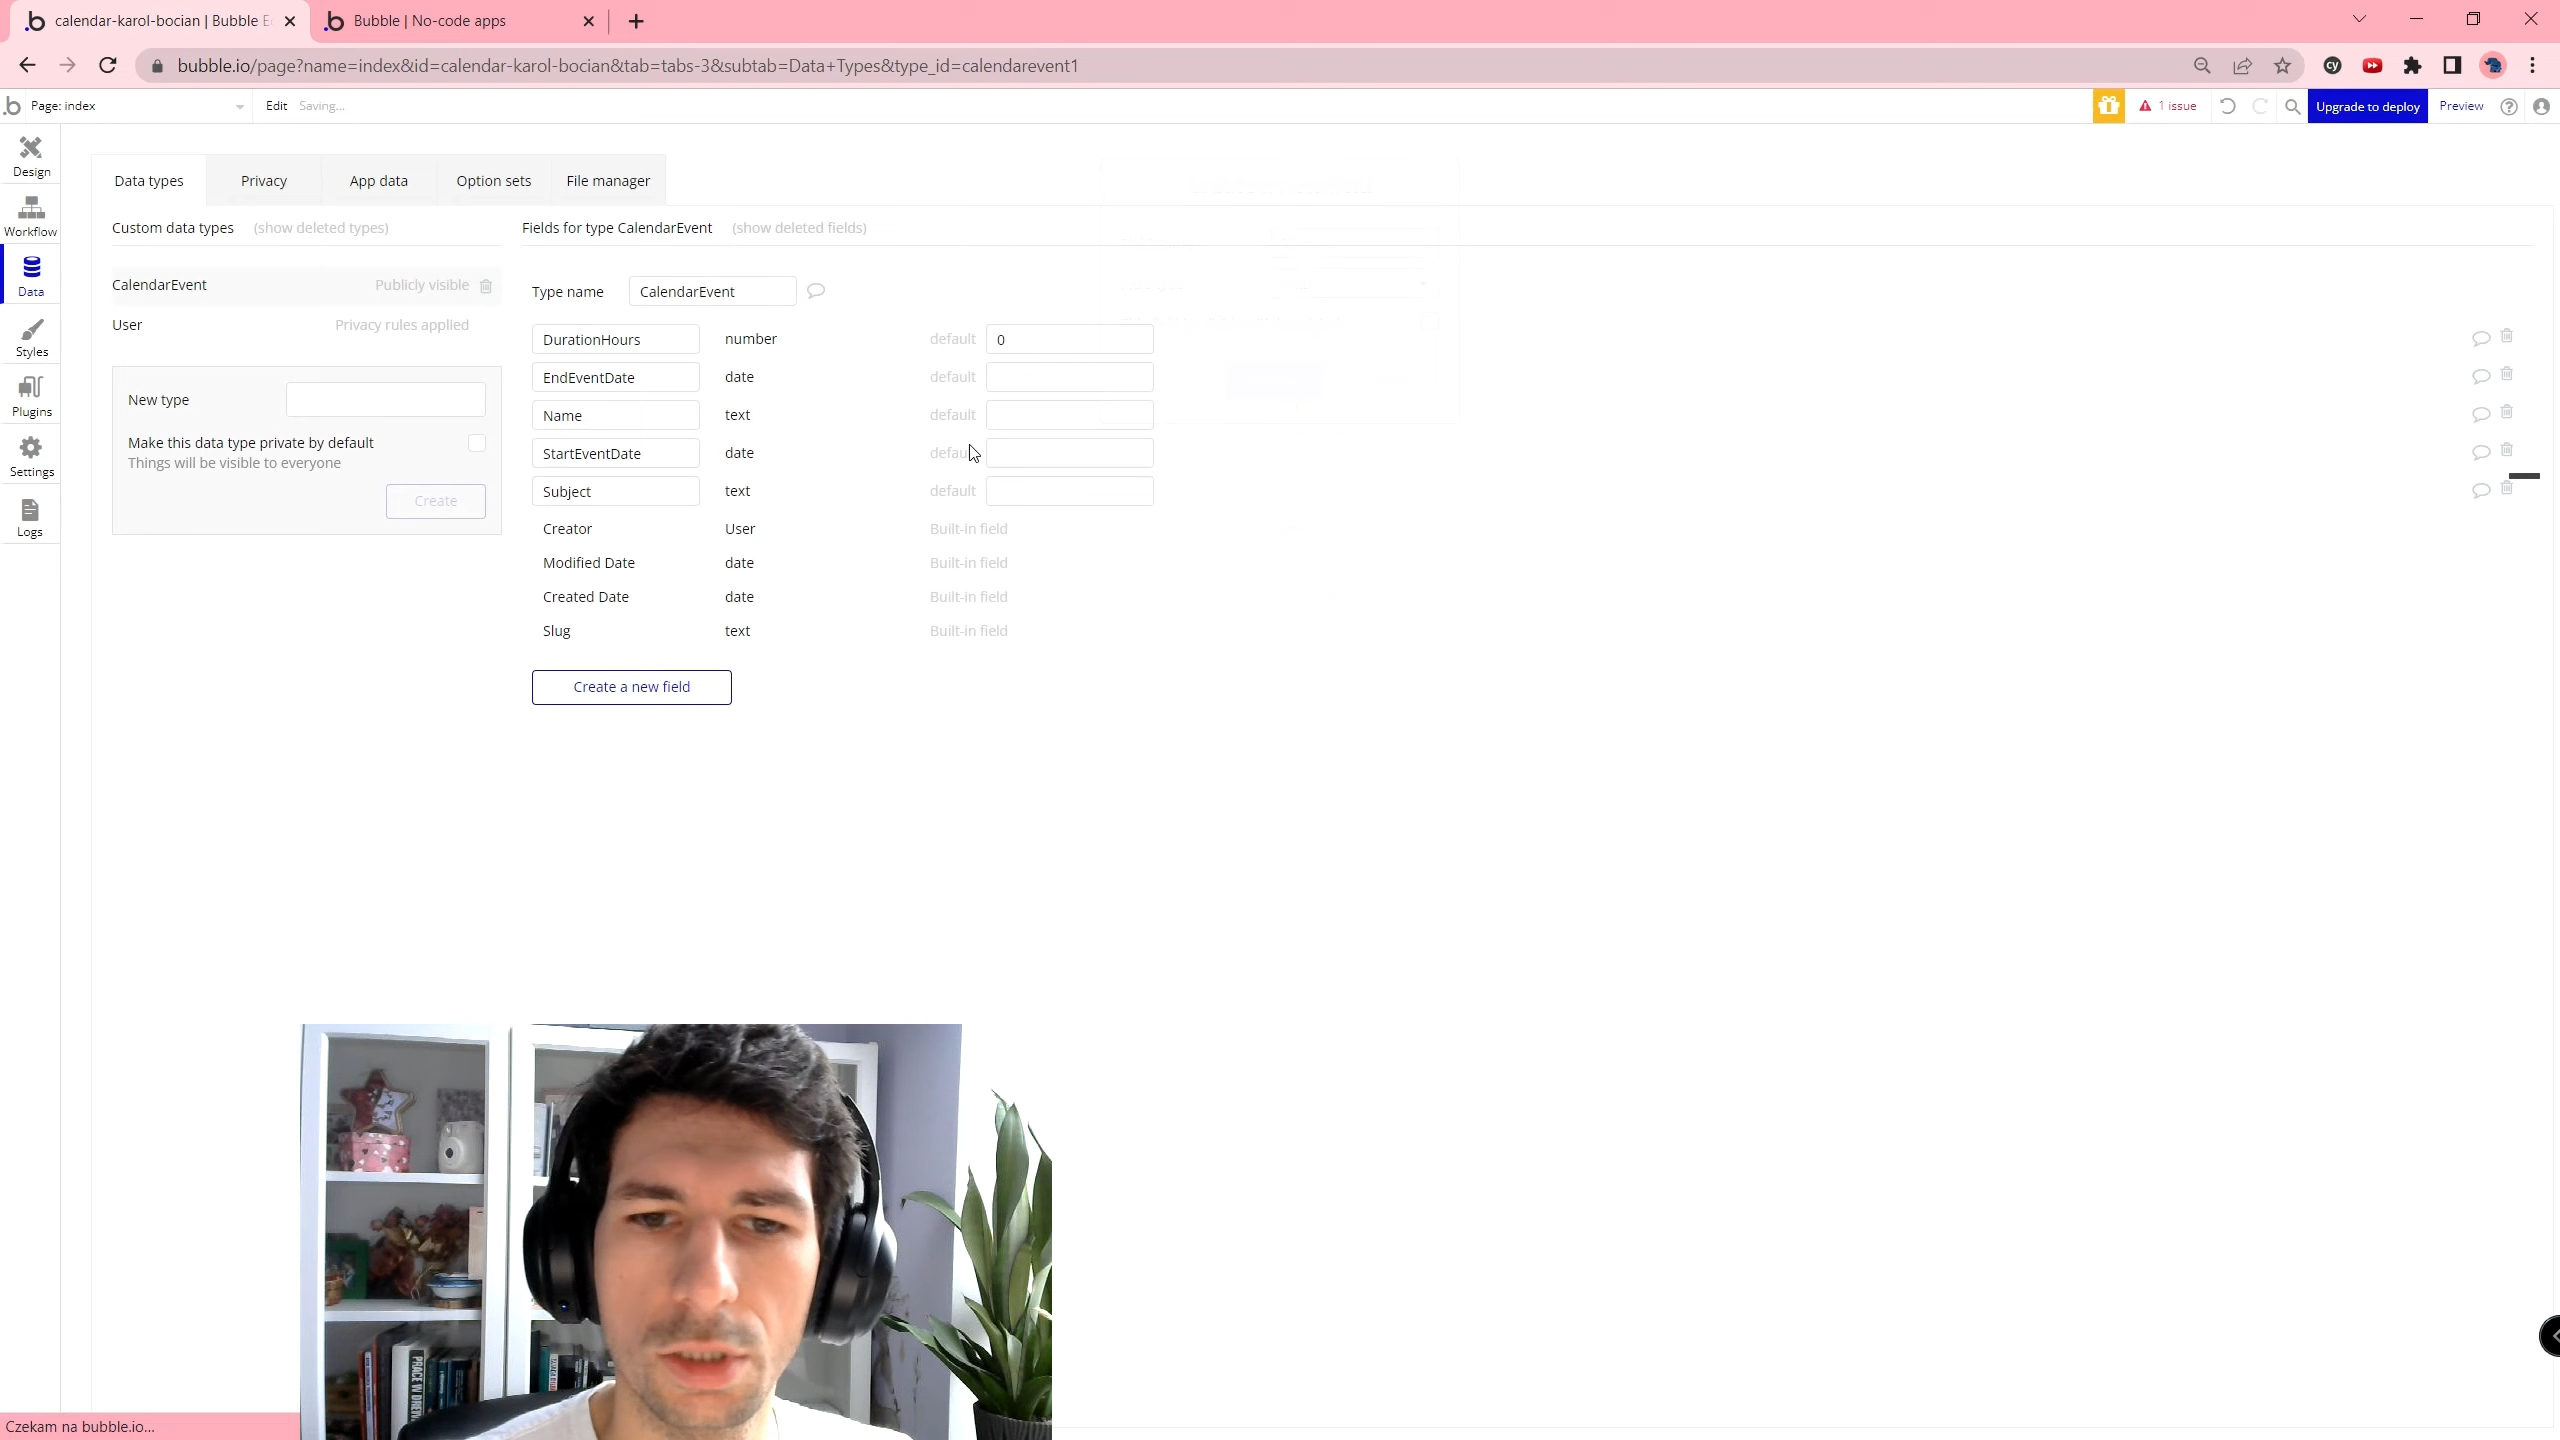 calendar-karol-bocian | Bubble E
Bubble | No-code apps
bubble.io/page?name=index&id=calendar-karol-bocian&tab=tabs-3&subtab=Data+Types&type_id=calendarevent1
Page: index
Edit
Saving...
1 issue
Upgrade to deploy
Preview
Design
Workflow
Data
Styles
Plugins
Settings
Logs
Data types
Privacy
App data
Option sets
File manager
Custom data types
(show deleted types)
Fields for type CalendarEvent
(show deleted fields)
CalendarEvent
Publicly visible
User
Privacy rules applied
New type
Make this data type private by default
Things will be visible to everyone
Create
Type name
CalendarEvent
DurationHours number default 0
EndEventDate date default
Name text default
StartEventDate date default
Subject text default
Creator User Built-in field
Modified Date date Built-in field
Created Date date Built-in field
Slug text Built-in field
Create a new field
PRACE W
Czekam na bubble.io...